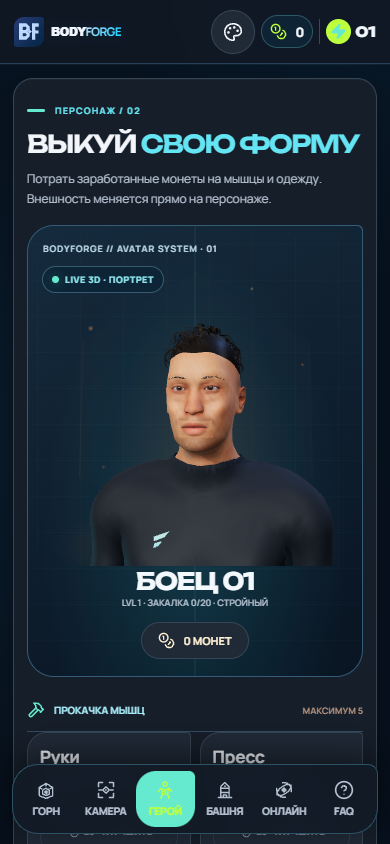 BF BODYFORGE
0
01
ПЕРСОНАЖ / 02
ВЫКУЙ СВОЮ ФОРМУ
Потрать заработанные монеты на мышцы и одежду.
Внешность меняется прямо на персонаже.
BODYFORGE // AVATAR SYSTEM · 01
LIVE 3D · ПОРТРЕТ
БОЕЦ 01
LVL 1 · ЗАКАЛКА 0/20 · СТРОЙНЫЙ
0 МОНЕТ
ПРОКАЧКА МЫШЦ
МАКСИМУМ 5
Руки
Пресс
ГОРН
КАМЕРА
ГЕРОЙ
БАШНЯ
ОНЛАЙН
FAQ